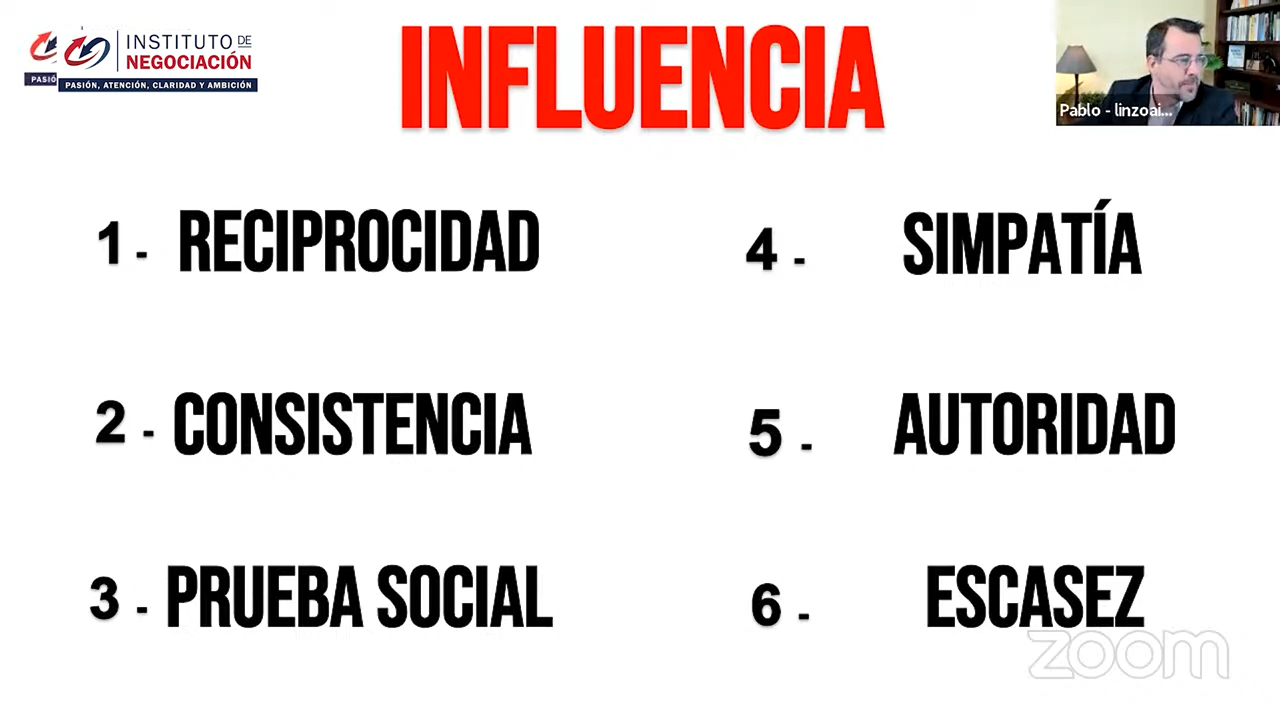 INSTITUTO DE
NEGOCIACIÓN
PASIÓ
PASIÓN, ATENCIÓN, CLARIDAD Y AMBICIÓN
INFLUENCIA
Pablo - linzoai...
1 - RECIPROCIDAD
2 - CONSISTENCIA
3 - PRUEBA SOCIAL
4 - SIMPATÍA
5 - AUTORIDAD
6 - ESCASEZ
zoom